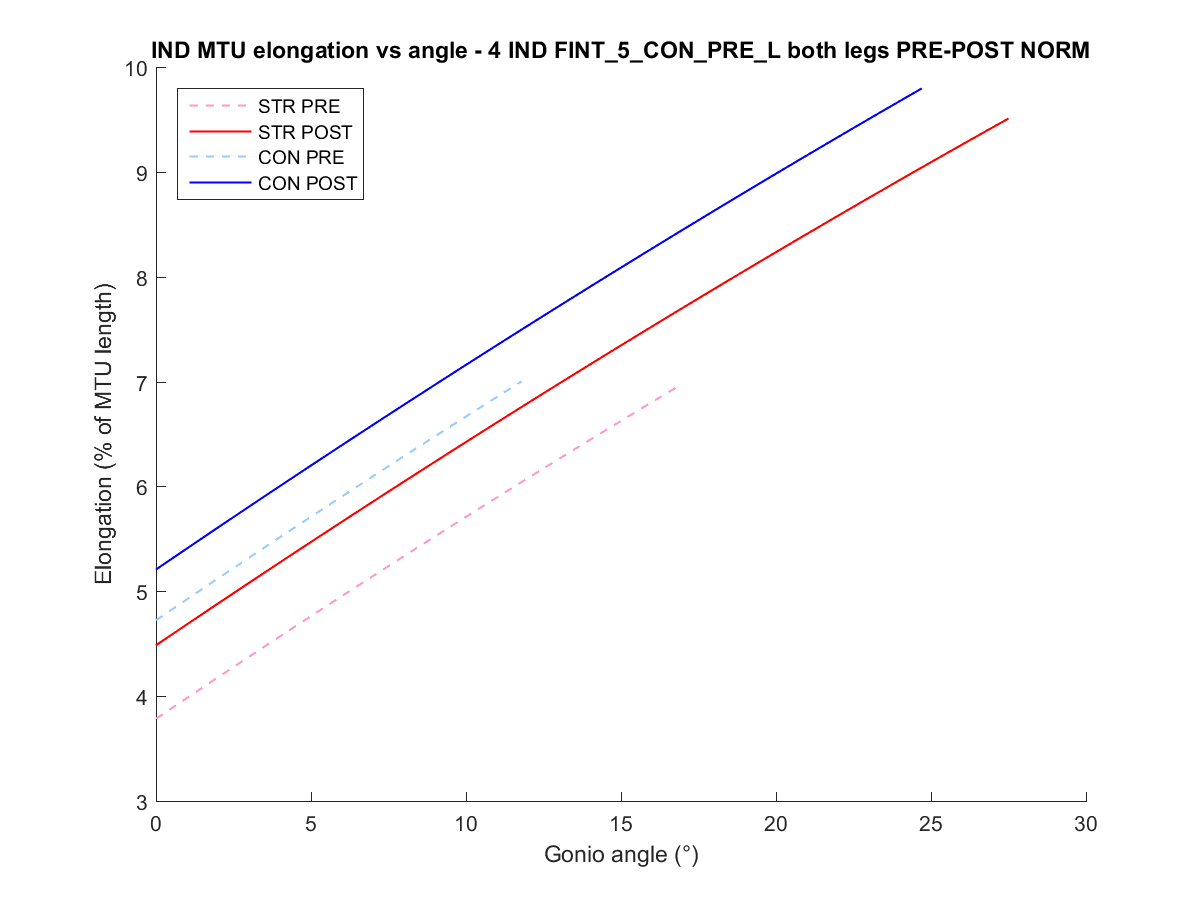 IND MTU elongation vs angle - 4 IND FINT_5_CON_PRE_L both legs PRE-POST NORM
10
9
8
7
6
5
4
3
Elongation (% of MTU length)
STR PRE
STR POST
CON PRE
CON POST
0 5 10 15 20 25 30
Gonio angle (°)